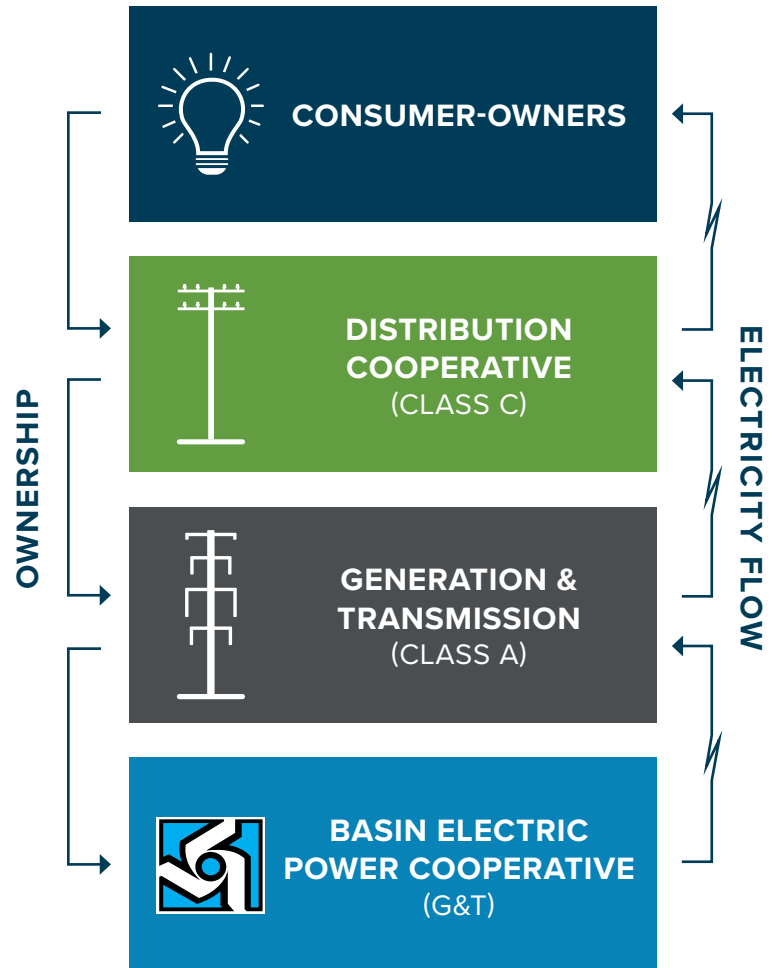 CONSUMER-OWNERS
DISTRIBUTION
COOPERATIVE
(CLASS C)
OWNERSHIP
ELECTRICITY FLOW
GENERATION &
TRANSMISSION
(CLASS A)
BASIN ELECTRIC
POWER COOPERATIVE
(G&T)